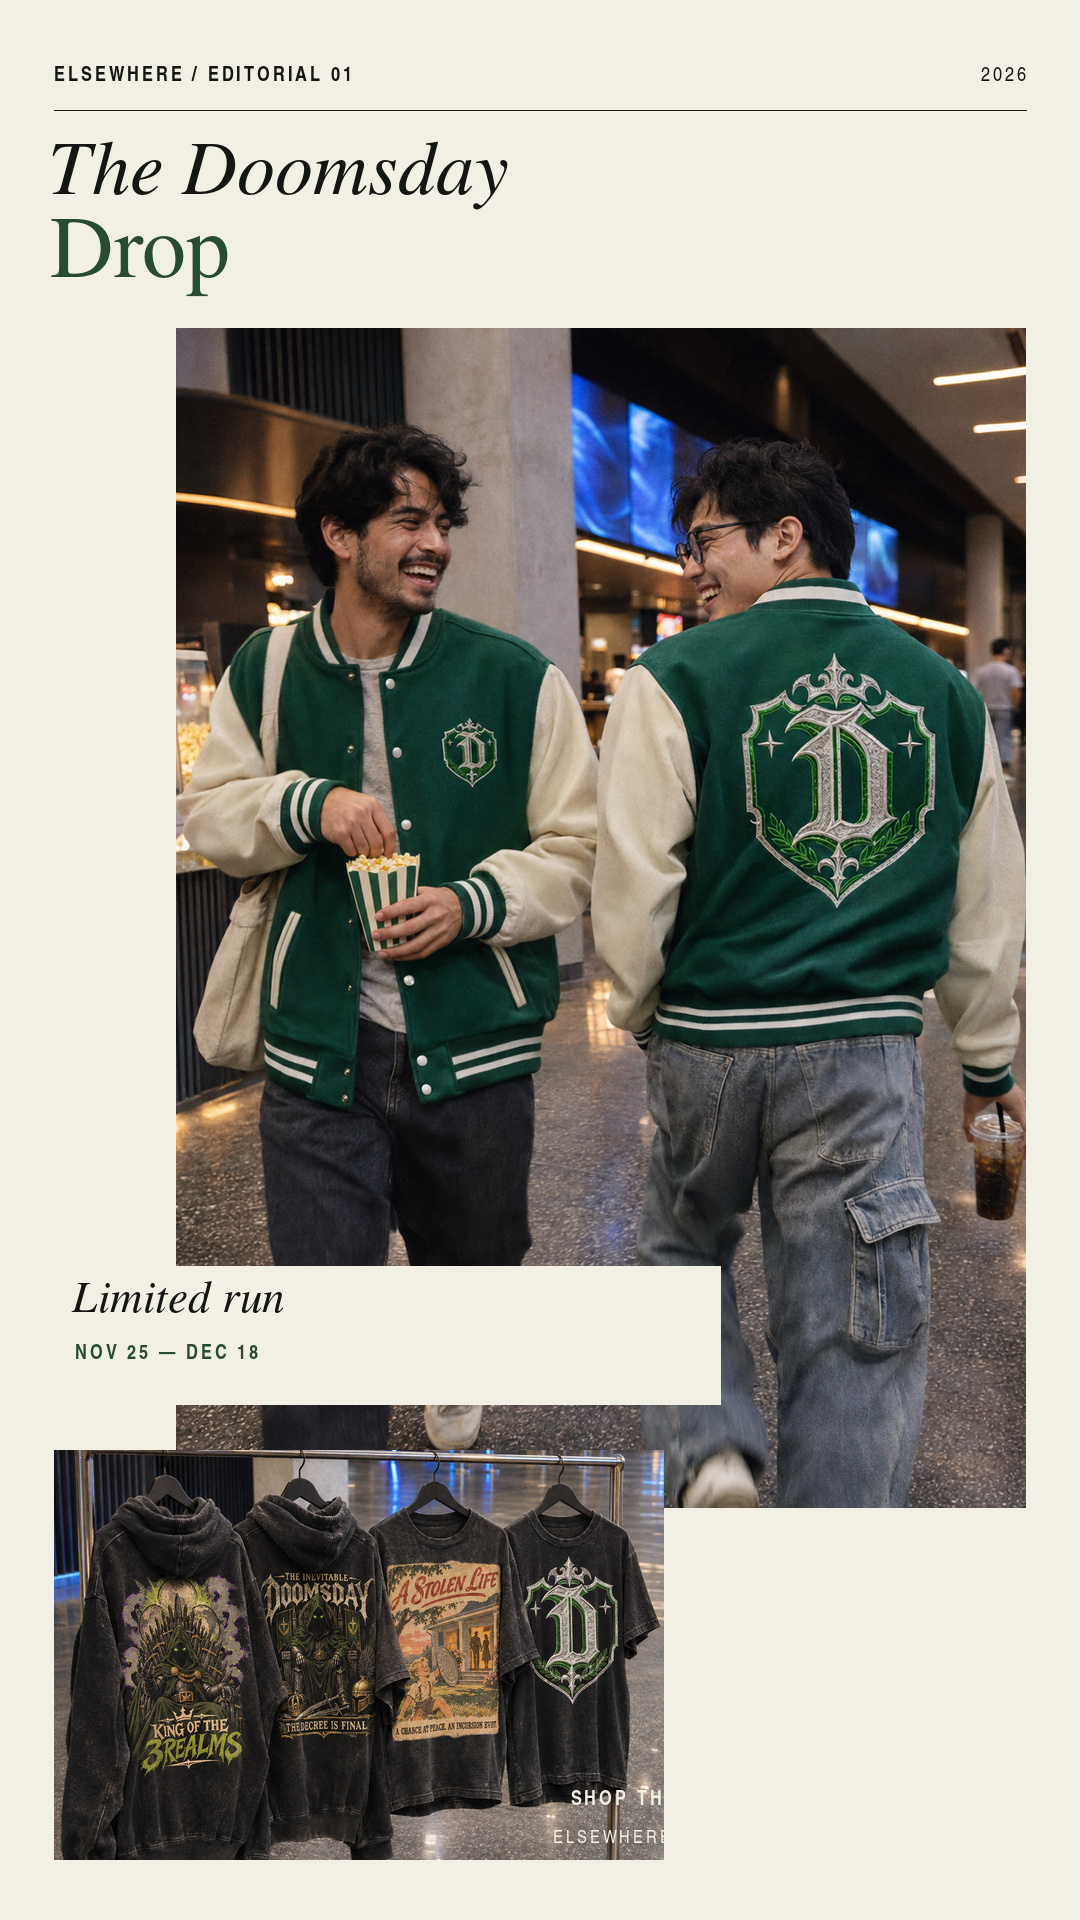 ELSEWHERE / EDITORIAL 01
2026
The Doomsday
Drop
Limited run
NOV 25 — DEC 18
KING OF THE
3 REALMS
THE INEVITABLE
DOOMSDAY
THE DECREE IS FINAL
A STOLEN LIFE
A CHANCE AT PEACE. AN INCURSION
D
D
D
SHOP TH
ELSEWHERE